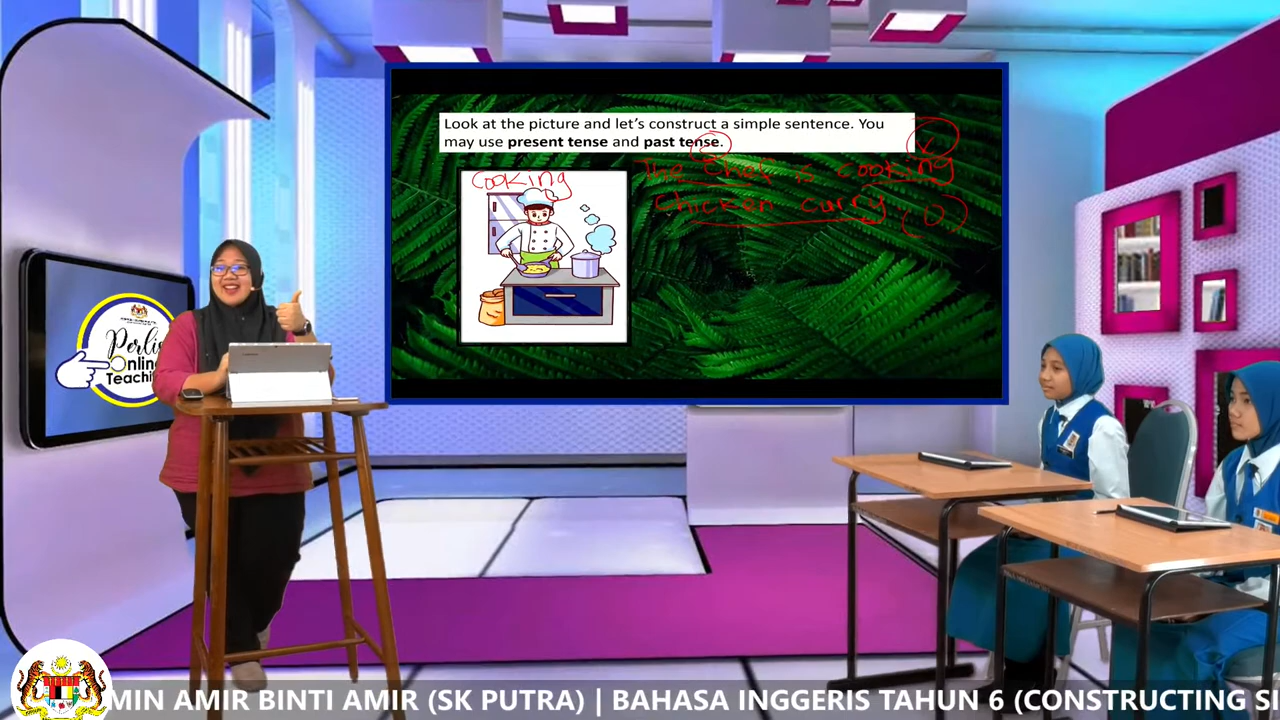 Look at the picture and let's construct a simple sentence. You
may use present tense and past tense.
S
V
The chef is cooking
cooking
chicken curry (O)
Perlis
Online
Teaching
MIN AMIR BINTI AMIR (SK PUTRA) | BAHASA INGGERIS TAHUN 6 (CONSTRUCTING SI